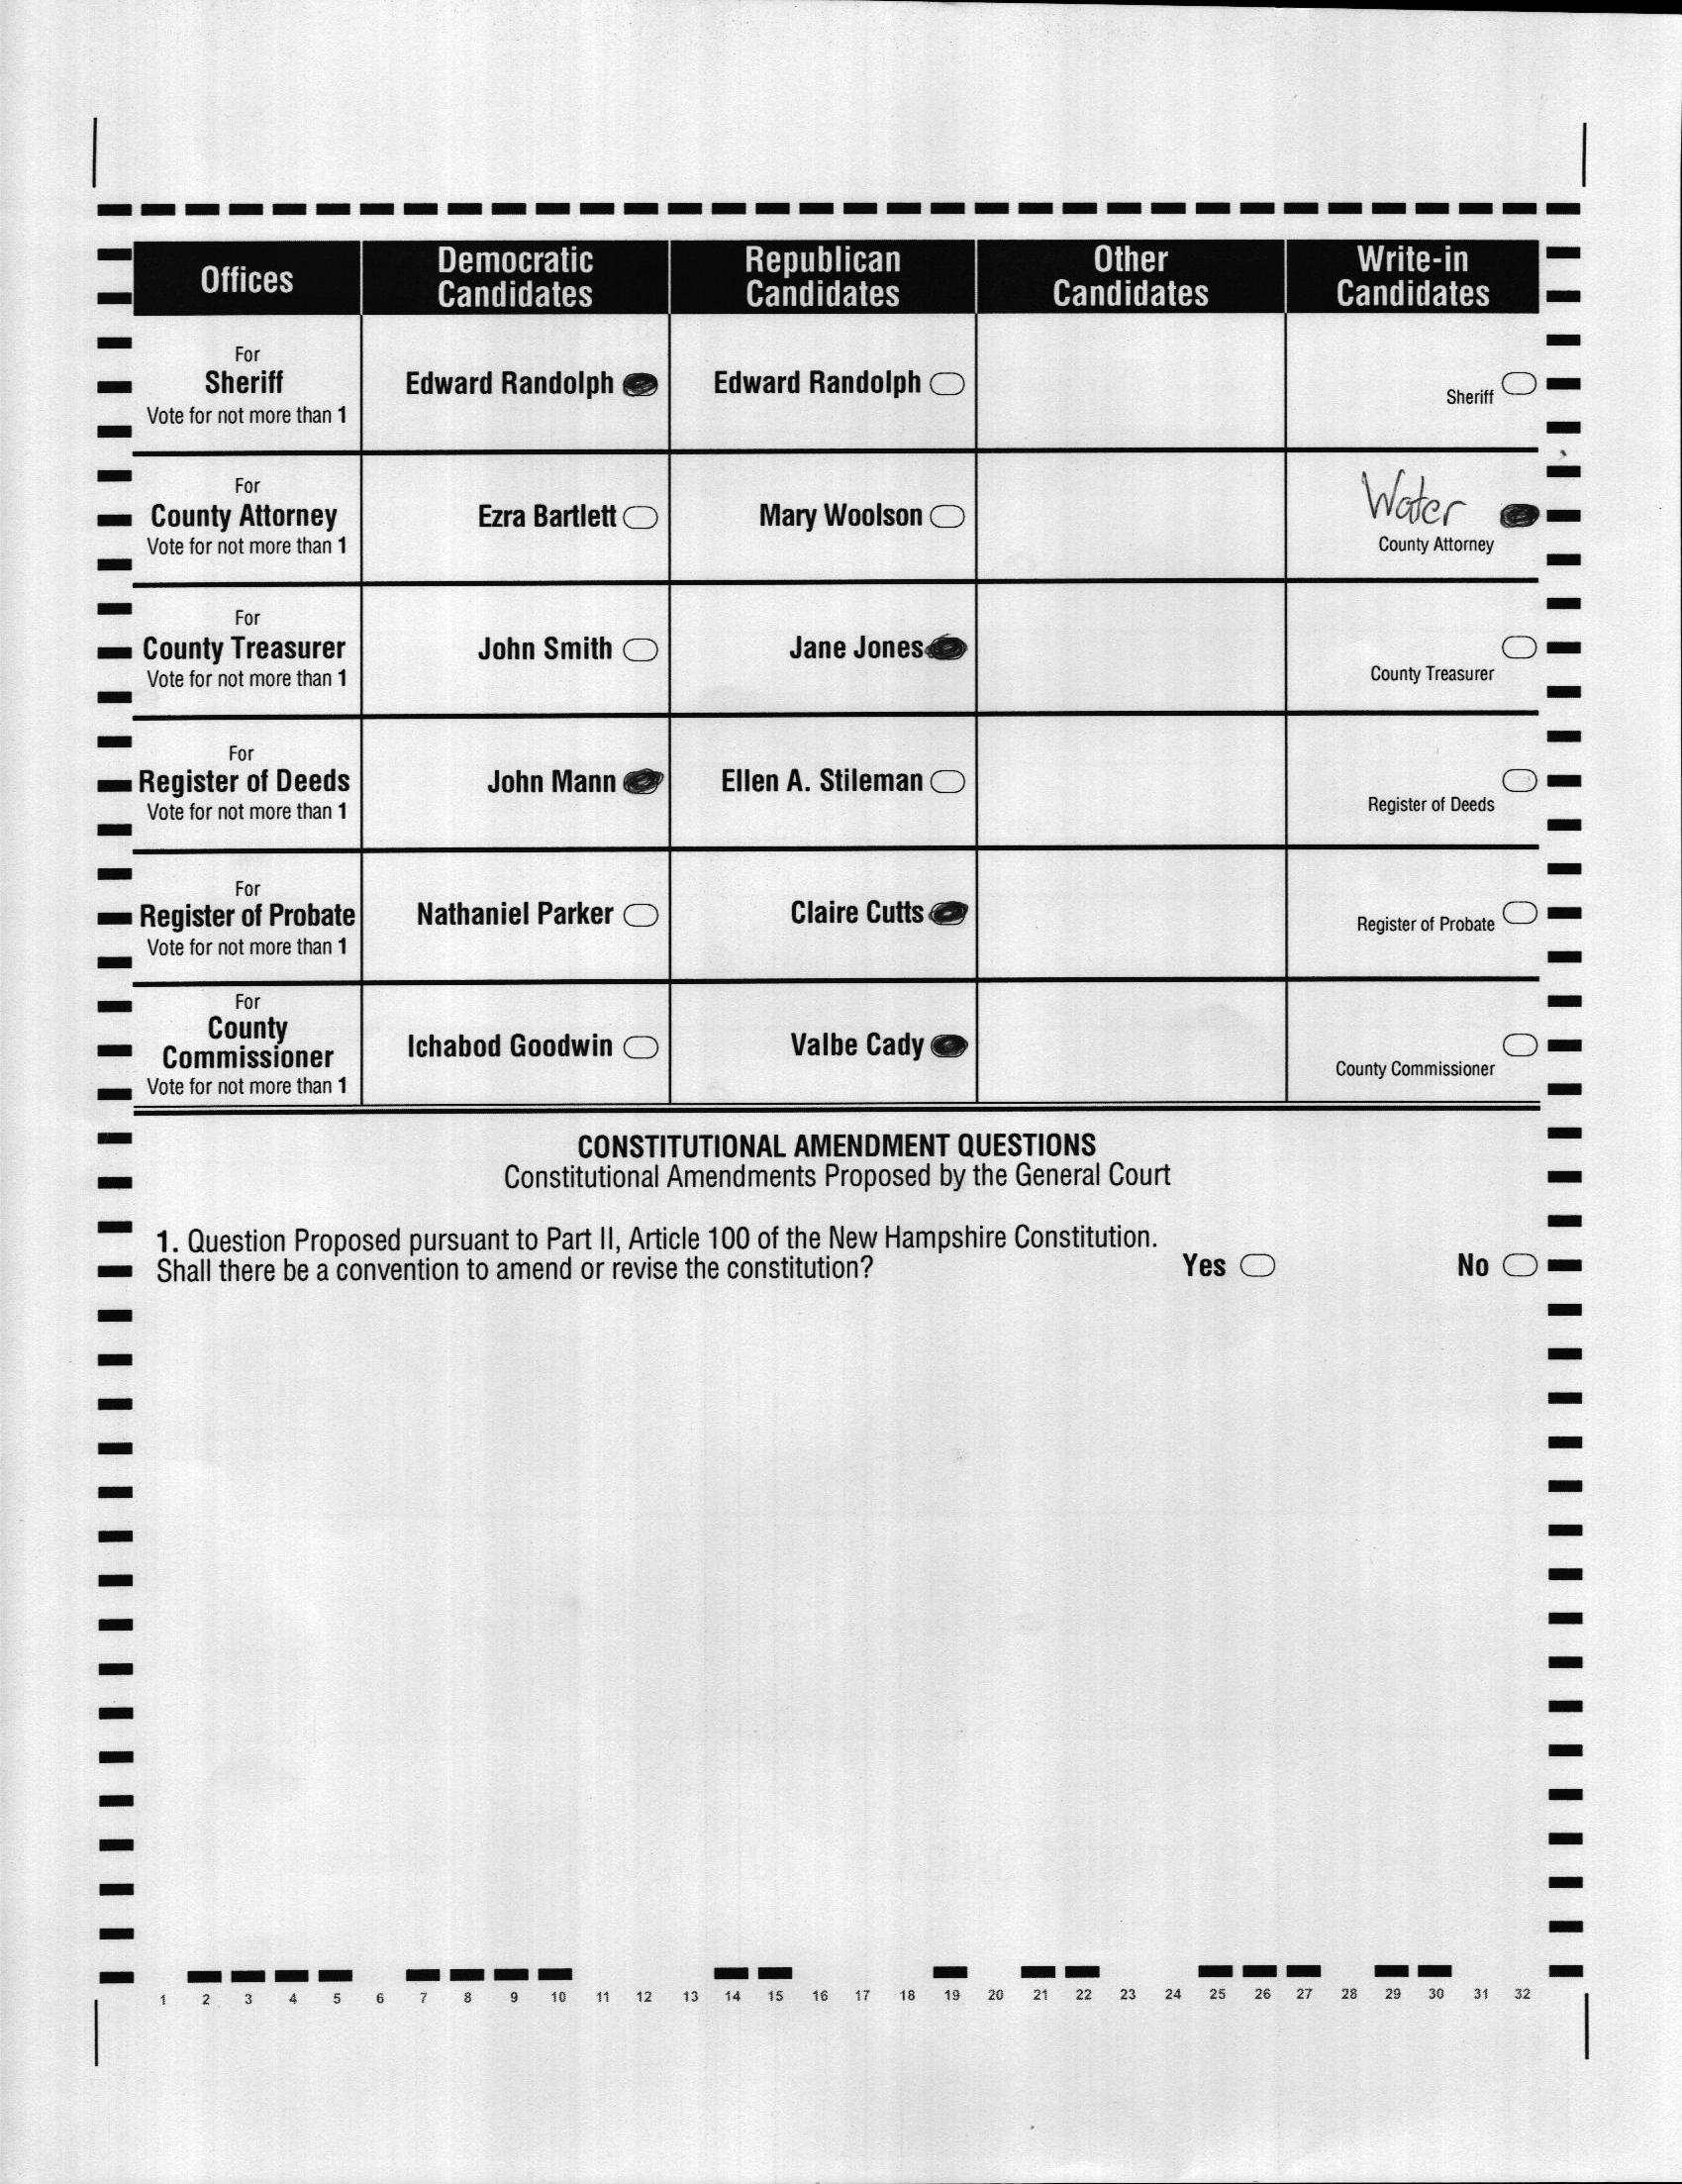 Offices Democratic Candidates Republican Candidates Other Candidates Write-in Candidates
For
Sheriff
Vote for not more than 1
Edward Randolph
Edward Randolph
Sheriff
For
County Attorney
Vote for not more than 1
Ezra Bartlett
Mary Woolson
Water
County Attorney
For
County Treasurer
Vote for not more than 1
John Smith
Jane Jones
County Treasurer
For
Register of Deeds
Vote for not more than 1
John Mann
Ellen A. Stileman
Register of Deeds
For
Register of Probate
Vote for not more than 1
Nathaniel Parker
Claire Cutts
Register of Probate
For
County
Commissioner
Vote for not more than 1
Ichabod Goodwin
Valbe Cady
County Commissioner
CONSTITUTIONAL AMENDMENT QUESTIONS
Constitutional Amendments Proposed by the General Court
1. Question Proposed pursuant to Part II, Article 100 of the New Hampshire Constitution.
Shall there be a convention to amend or revise the constitution? Yes No
1 2 3 4 5 6 7 8 9 10 11 12 13 14 15 16 17 18 19 20 21 22 23 24 25 26 27 28 29 30 31 32